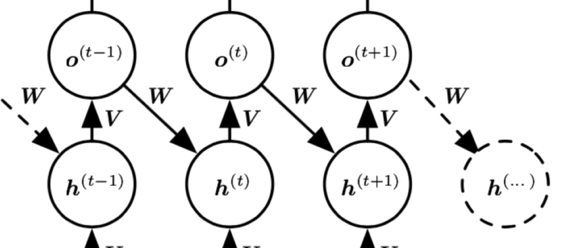 o^(t−1) o^(t) o^(t+1)
W W W W
V V V
h^(t−1) h^(t) h^(t+1) h^(...)